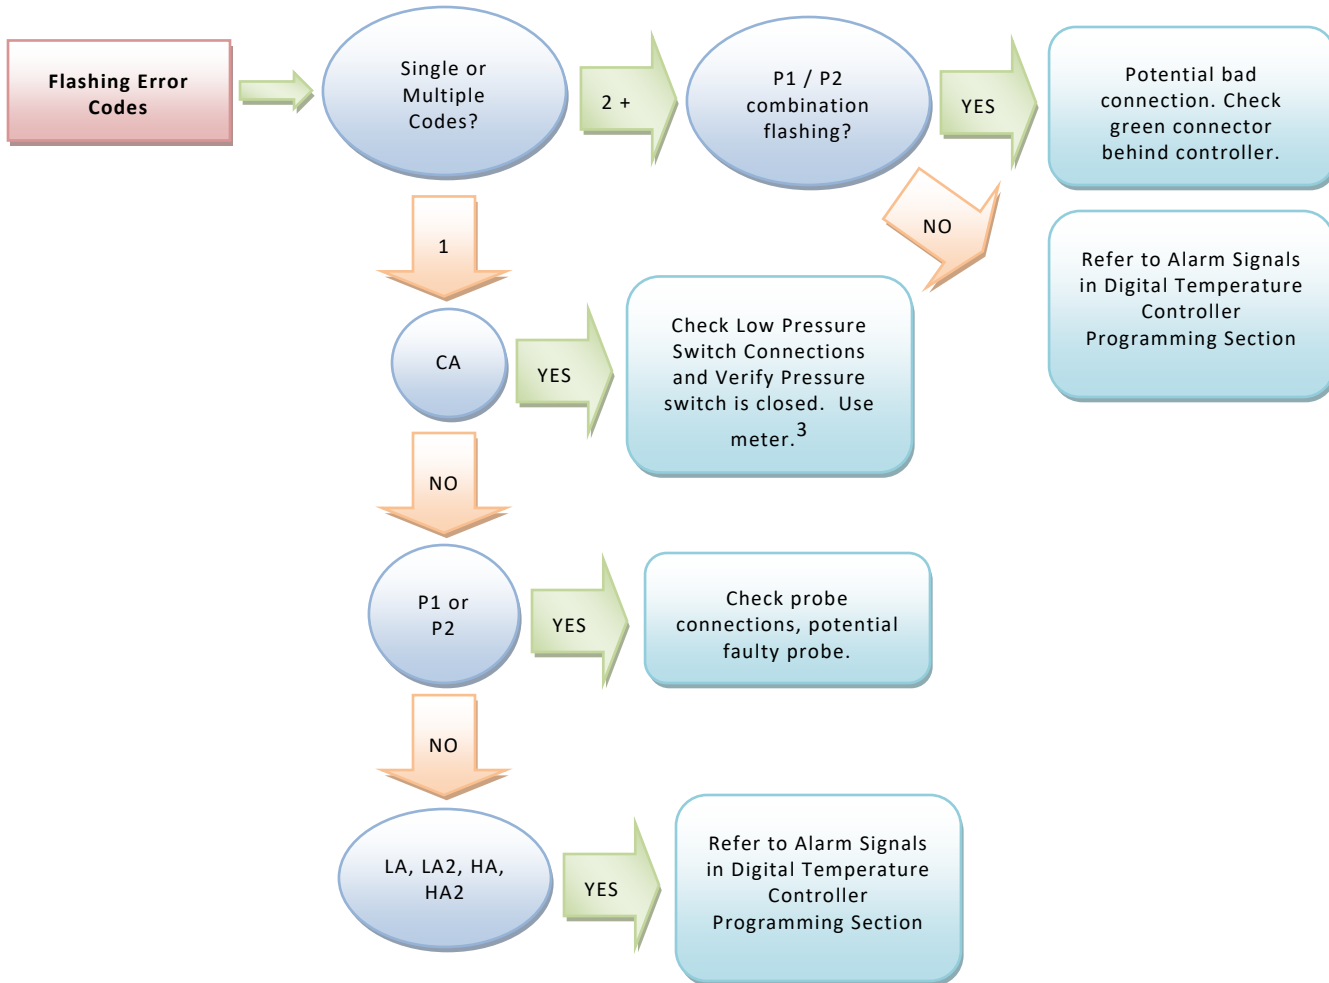 Flashing Error
Codes
Single or
Multiple
Codes?
2 +
P1 / P2
combination
flashing?
YES
Potential bad
connection. Check
green connector
behind controller.
NO
Refer to Alarm Signals
in Digital Temperature
Controller
Programming Section
1
CA
YES
Check Low Pressure
Switch Connections
and Verify Pressure
switch is closed. Use
meter.3
NO
P1 or
P2
YES
Check probe
connections, potential
faulty probe.
NO
LA, LA2, HA,
HA2
YES
Refer to Alarm Signals
in Digital Temperature
Controller
Programming Section